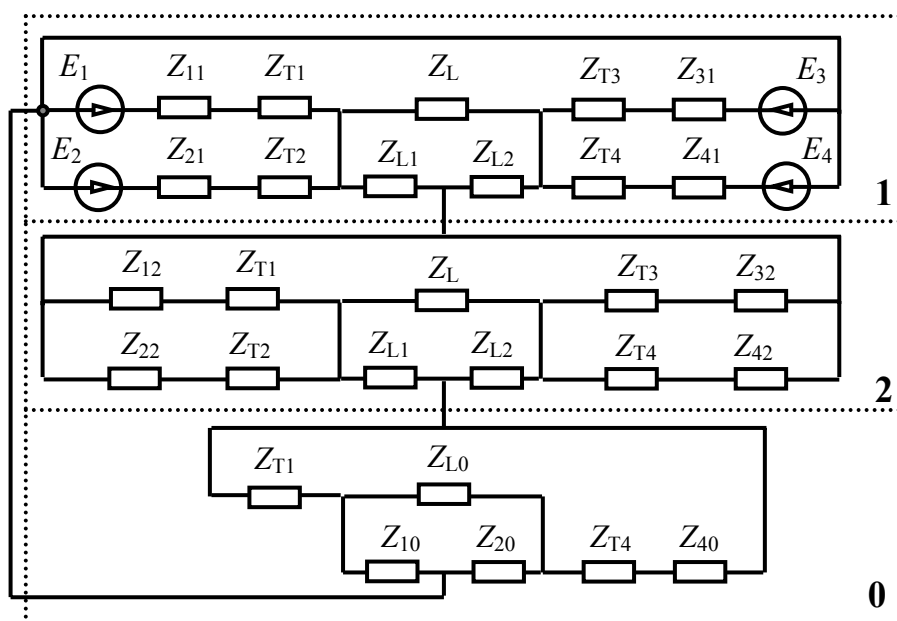 E1 Z11 ZT1 ZL ZT3 Z31 E3
E2 Z21 ZT2 ZL1 ZL2 ZT4 Z41 E4
1
Z12 ZT1 ZL ZT3 Z32
Z22 ZT2 ZL1 ZL2 ZT4 Z42
2
ZT1 ZL0
Z10 Z20 ZT4 Z40
0